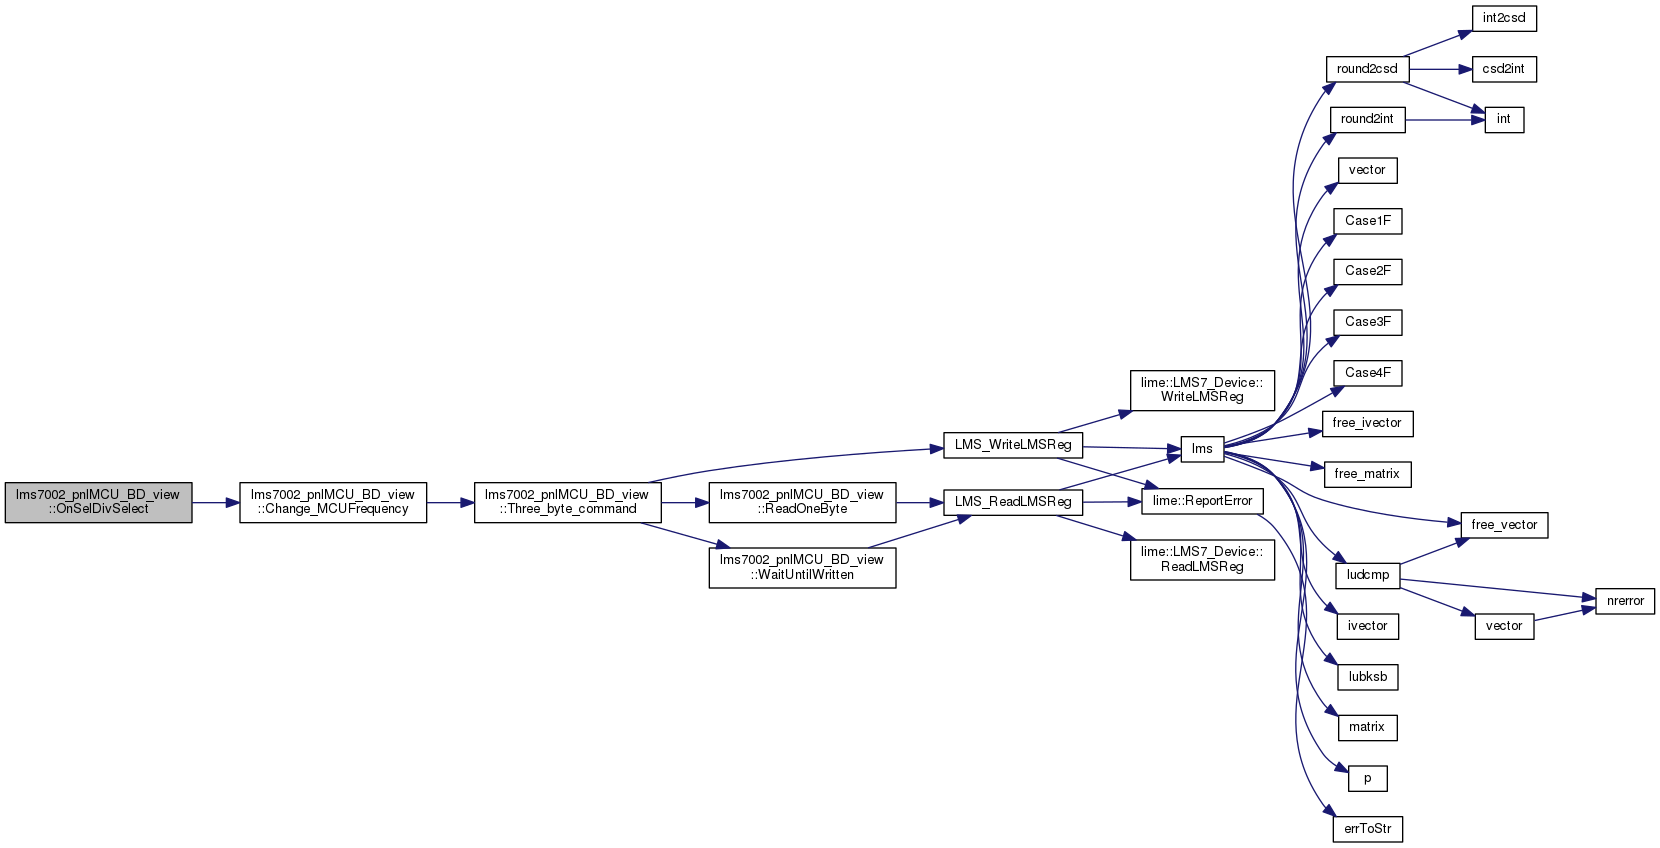 lms7002_pnlMCU_BD_view
::OnSelDivSelect
lms7002_pnlMCU_BD_view
::Change_MCUFrequency
lms7002_pnlMCU_BD_view
::Three_byte_command
LMS_WriteLMSReg
lms7002_pnlMCU_BD_view
::ReadOneByte
lms7002_pnlMCU_BD_view
::WaitUntilWritten
LMS_ReadLMSReg
lime::LMS7_Device::
WriteLMSReg
lms
lime::ReportError
lime::LMS7_Device::
ReadLMSReg
round2csd
int2csd
csd2int
int
round2int
vector
Case1F
Case2F
Case3F
Case4F
free_ivector
free_matrix
free_vector
ludcmp
nrerror
vector
ivector
lubksb
matrix
p
errToStr